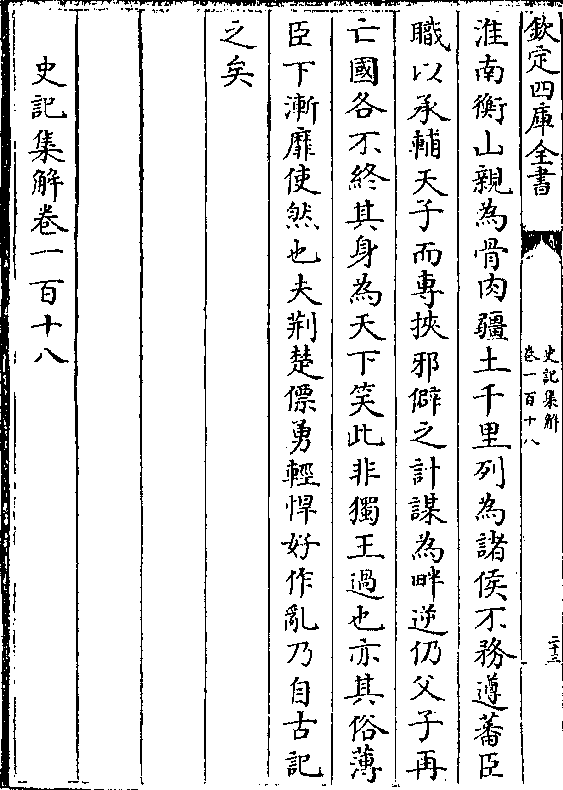 欽定四庫全書
史記集解
卷一百十八
二十三
淮南衡山親為骨肉疆土千里列為諸侯不務遵蕃臣
職以承輔天子而專挾邪僻之計謀為畔逆仍父子再
亡國各不終其身為天下笑此非獨王過也亦其俗薄
臣下漸靡使然也夫荆楚僄勇輕悍好作亂乃自古記
之矣
史記集解卷一百十八